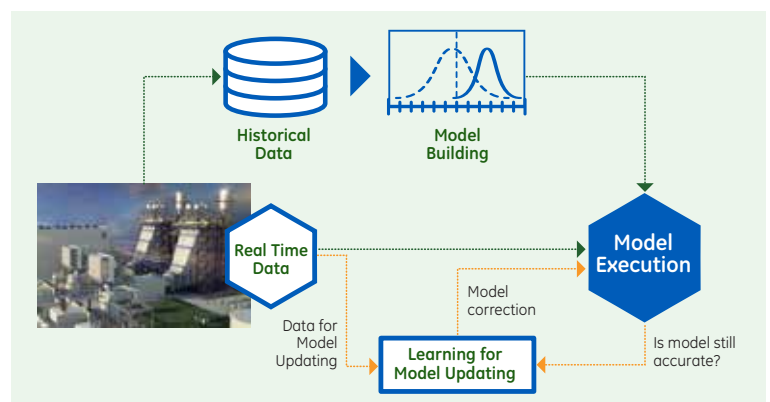 Historical
Data
Model
Building
Real Time
Data
Model
Execution
Model
correction
Data for
Model
Updating
Learning for
Model Updating
Is model still
accurate?